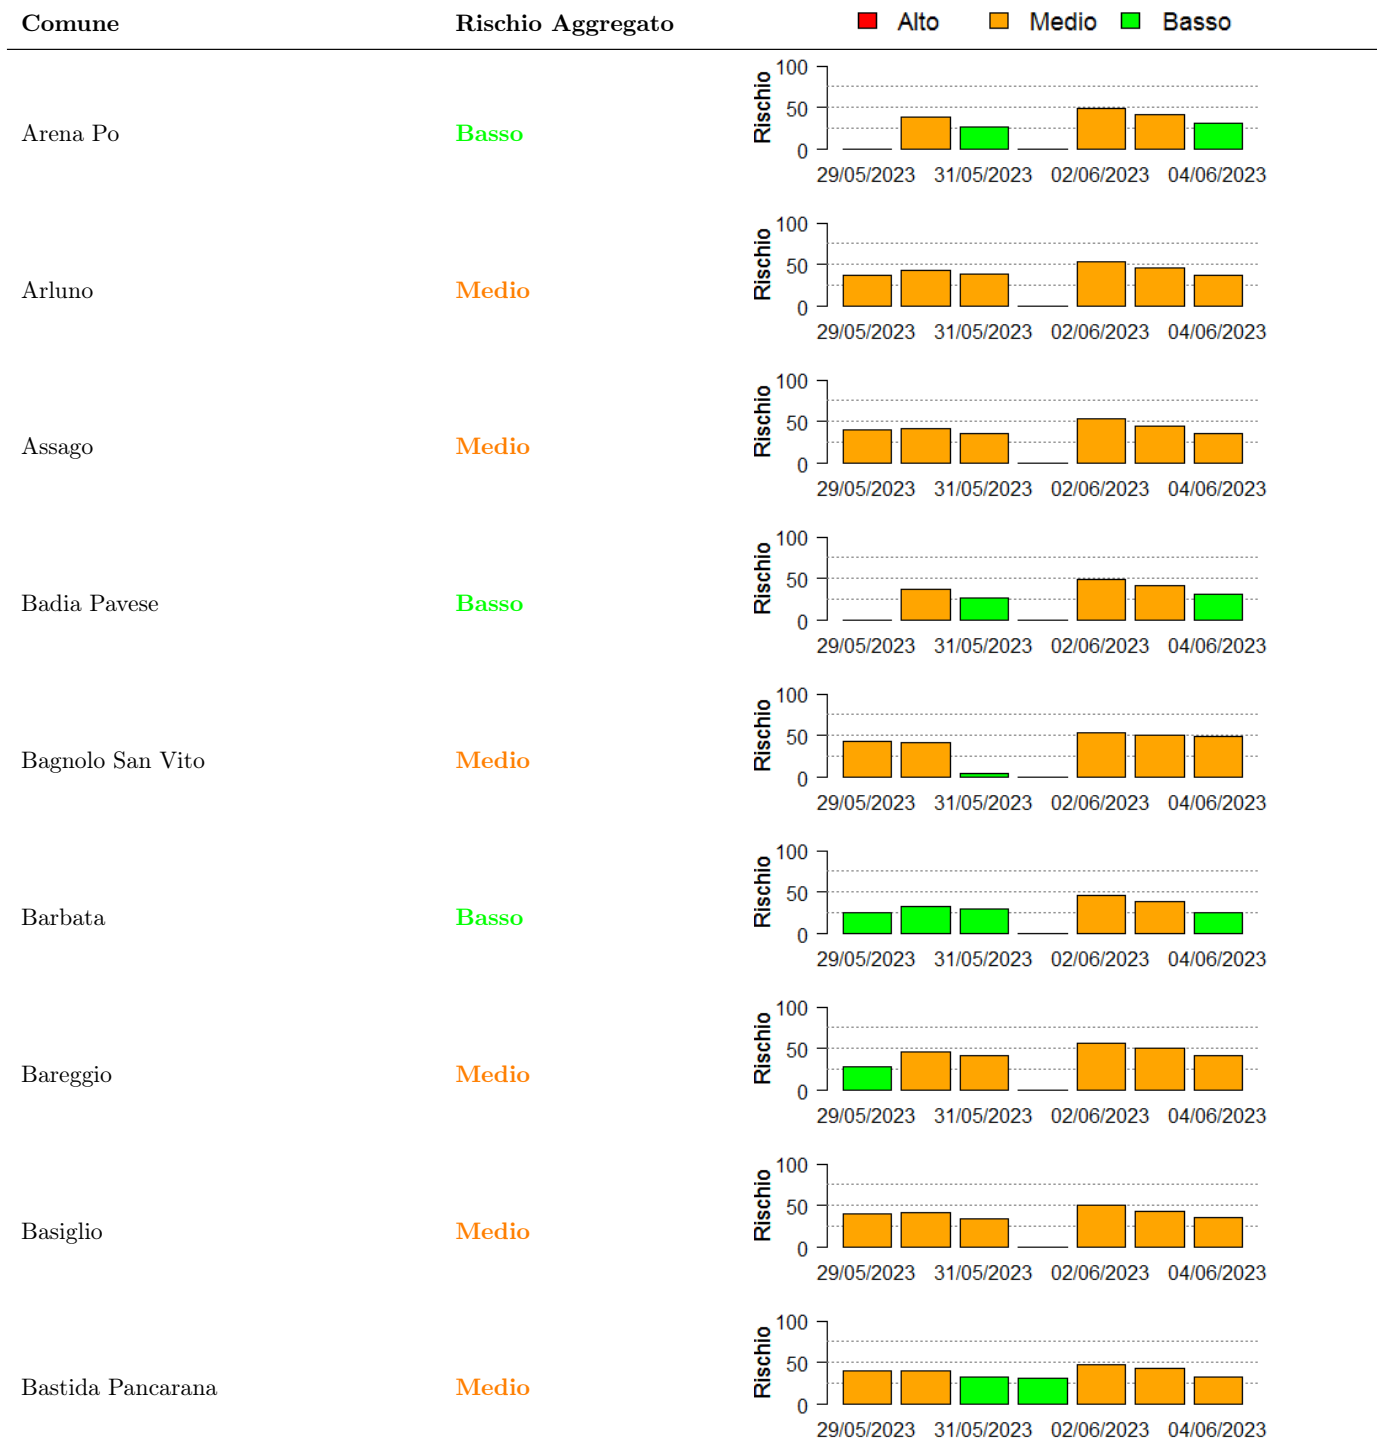 Comune Rischio Aggregato Alto Medio Basso
Arena Po Basso Rischio 100 50 0
29/05/2023 31/05/2023 02/06/2023 04/06/2023
Arluno Medio Rischio 100 50 0
29/05/2023 31/05/2023 02/06/2023 04/06/2023
Assago Medio Rischio 100 50 0
29/05/2023 31/05/2023 02/06/2023 04/06/2023
Badia Pavese Basso Rischio 100 50 0
29/05/2023 31/05/2023 02/06/2023 04/06/2023
Bagnolo San Vito Medio Rischio 100 50 0
29/05/2023 31/05/2023 02/06/2023 04/06/2023
Barbata Basso Rischio 100 50 0
29/05/2023 31/05/2023 02/06/2023 04/06/2023
Bareggio Medio Rischio 100 50 0
29/05/2023 31/05/2023 02/06/2023 04/06/2023
Basiglio Medio Rischio 100 50 0
29/05/2023 31/05/2023 02/06/2023 04/06/2023
Bastida Pancarana Medio Rischio 100 50 0
29/05/2023 31/05/2023 02/06/2023 04/06/2023